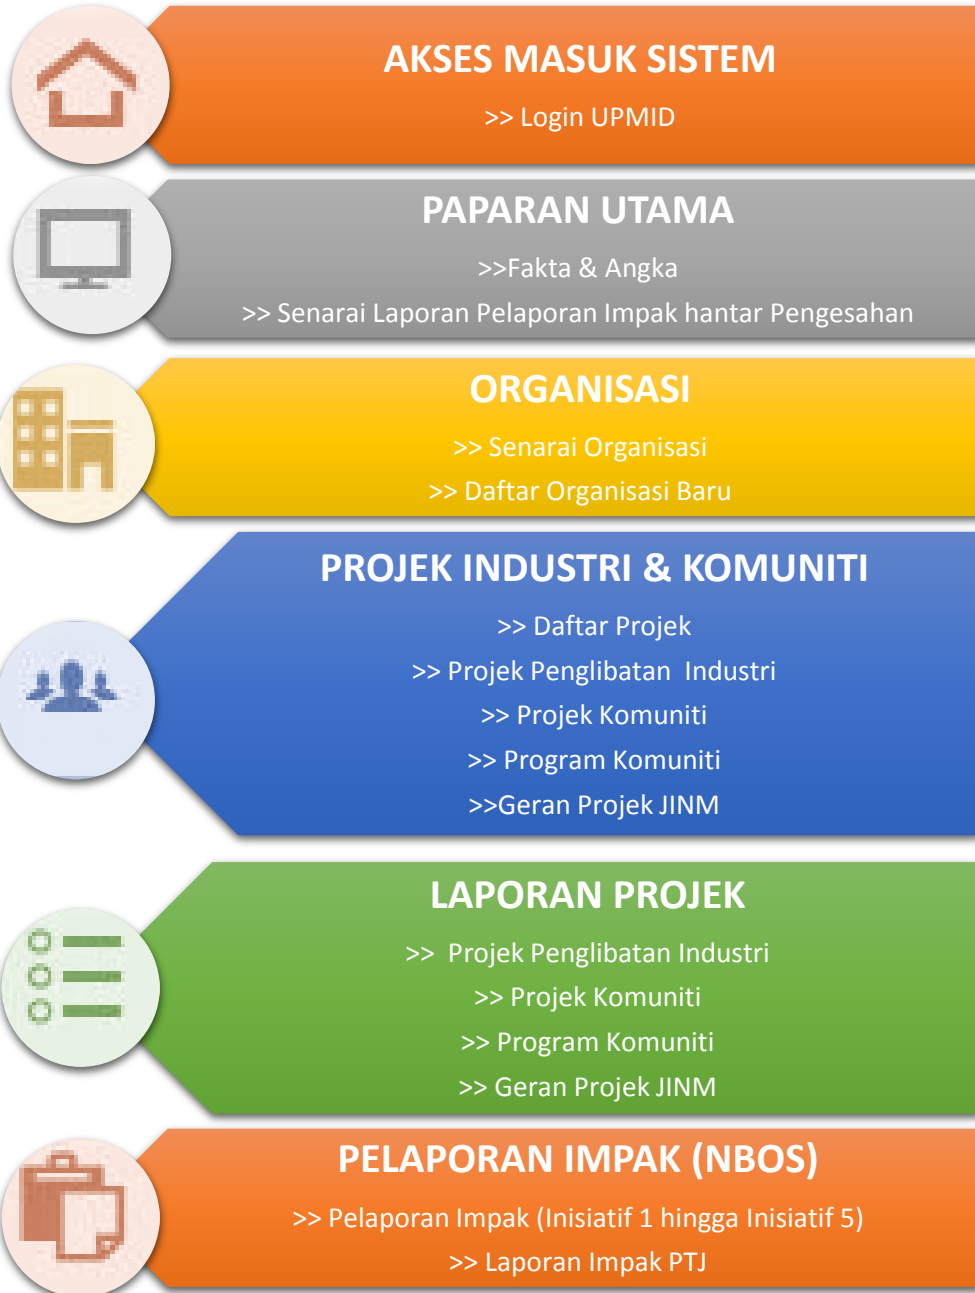 AKSES MASUK SISTEM
>> Login UPMID
PAPARAN UTAMA
>>Fakta & Angka
>> Senarai Laporan Pelaporan Impak hantar Pengesahan
ORGANISASI
>> Senarai Organisasi
>> Daftar Organisasi Baru
PROJEK INDUSTRI & KOMUNITI
>> Daftar Projek
>> Projek Penglibatan  Industri
>> Projek Komuniti
>> Program Komuniti
>>Geran Projek JINM
LAPORAN PROJEK
>>  Projek Penglibatan Industri
>> Projek Komuniti
>> Program Komuniti
>> Geran Projek JINM
PELAPORAN IMPAK (NBOS)
>> Pelaporan Impak (Inisiatif 1 hingga Inisiatif 5)
>> Laporan Impak PTJ